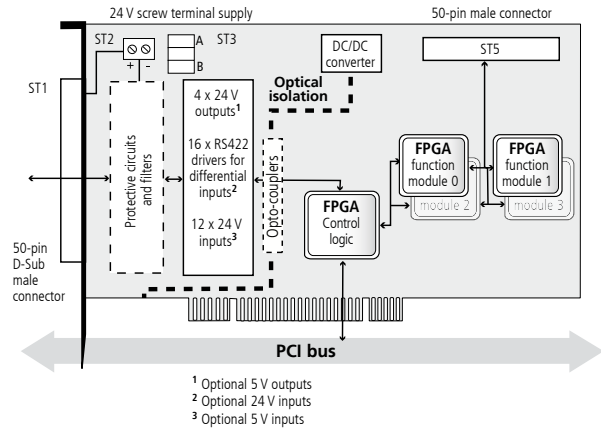 24 V screw terminal supply
50-pin male connector
ST2
+ -
A
B
ST3
DC/DC
converter
ST5
ST1
Optical
isolation
Protective circuits
and filters
4 x 24 V
outputs¹
16 x RS422
drivers for
differential
inputs²
12 x 24 V
inputs³
Opto-couplers
FPGA
Control
logic
FPGA
function
module 0
module 2
FPGA
function
module 1
module 3
50-pin
D-Sub
male
connector
PCI bus
¹ Optional 5 V outputs
² Optional 24 V inputs
³ Optional 5 V inputs